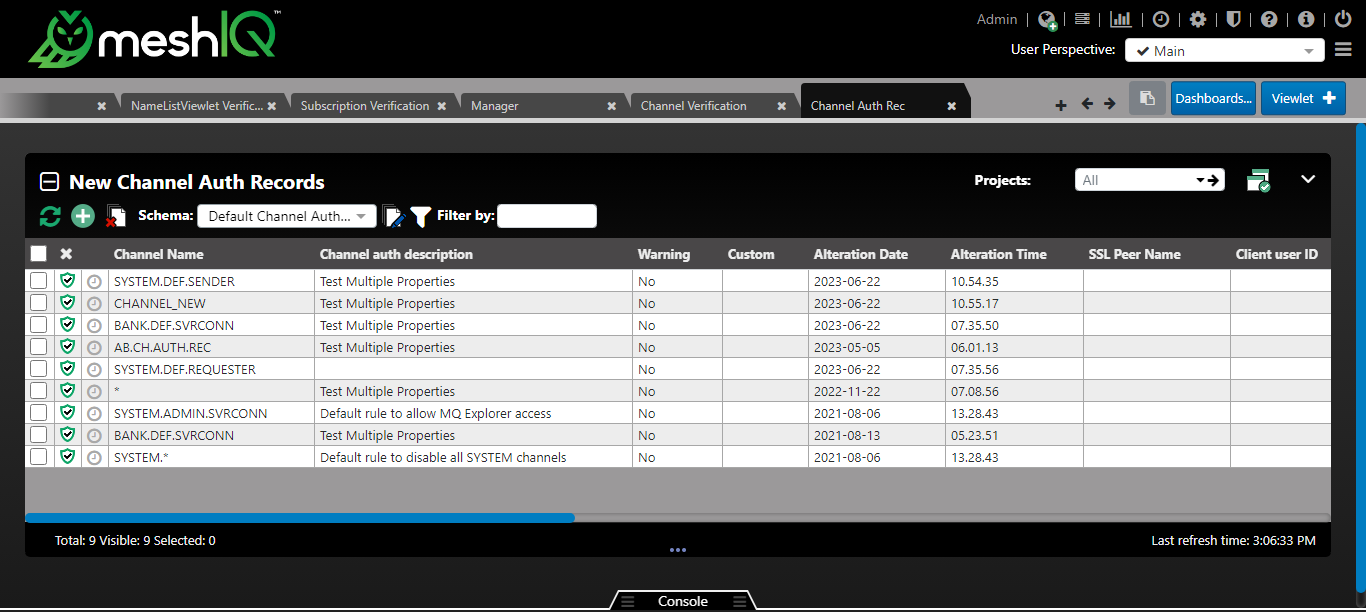 meshIQ™
Admin
User Perspective: Main
NameListViewlet Verific...
Subscription Verification
Manager
Channel Verification
Channel Auth Rec
Dashboards...
Viewlet
New Channel Auth Records
Projects: All
Schema: Default Channel Auth... Filter by:
Channel Name Channel auth description Warning Custom Alteration Date Alteration Time SSL Peer Name Client user ID
SYSTEM.DEF.SENDER Test Multiple Properties No 2023-06-22 10.54.35
CHANNEL_NEW Test Multiple Properties No 2023-06-22 10.55.17
BANK.DEF.SVRCONN Test Multiple Properties No 2023-06-22 07.35.50
AB.CH.AUTH.REC Test Multiple Properties No 2023-05-05 06.01.13
SYSTEM.DEF.REQUESTER No 2023-06-22 07.35.56
* Test Multiple Properties No 2022-11-22 07.08.56
SYSTEM.ADMIN.SVRCONN Default rule to allow MQ Explorer access No 2021-08-06 13.28.43
BANK.DEF.SVRCONN Test Multiple Properties No 2021-08-13 05.23.51
SYSTEM.* Default rule to disable all SYSTEM channels No 2021-08-06 13.28.43
Total: 9 Visible: 9 Selected: 0
Last refresh time: 3:06:33 PM
Console